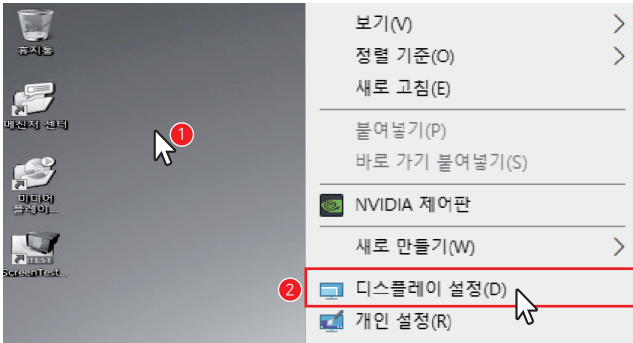 휴지통
메신저 센터
미디어
플레이...
TEST
ScreenTest...
1
보기(V)
정렬 기준(O)
새로 고침(E)
붙여넣기(P)
바로 가기 붙여넣기(S)
NVIDIA 제어판
새로 만들기(W)
2
디스플레이 설정(D)
개인 설정(R)